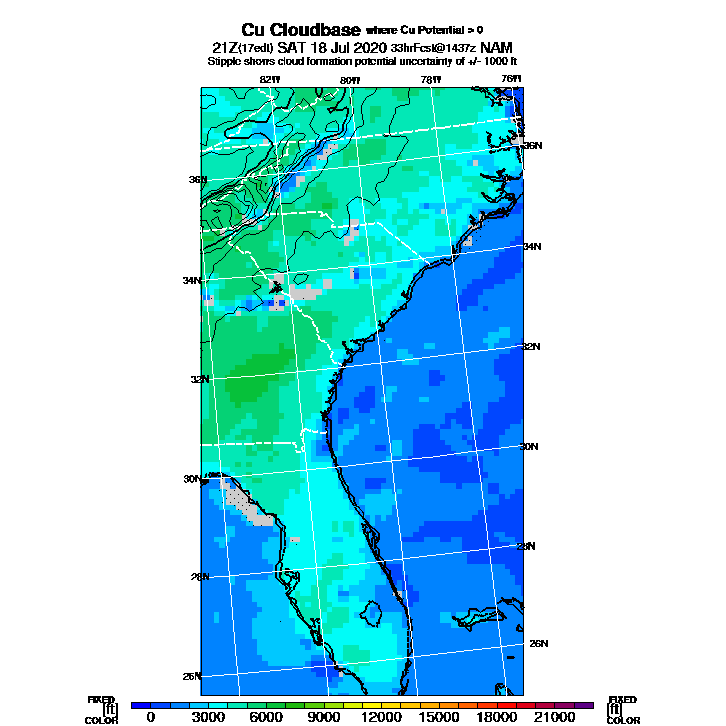 Cu Cloudbase where Cu Potential > 0
21Z(17edt) SAT 18 Jul 2020 33hrFcst@1437z NAM
Stipple shows cloud formation potential uncertainty of +/- 1000 ft
82W 80W 78W 76W
36N
36N
34N
34N
32N
32N
30N
30N
28N
28N
26N
26N
FIXED FIXED
[ft] [ft]
COLOR 0 3000 6000 9000 12000 15000 18000 21000 COLOR